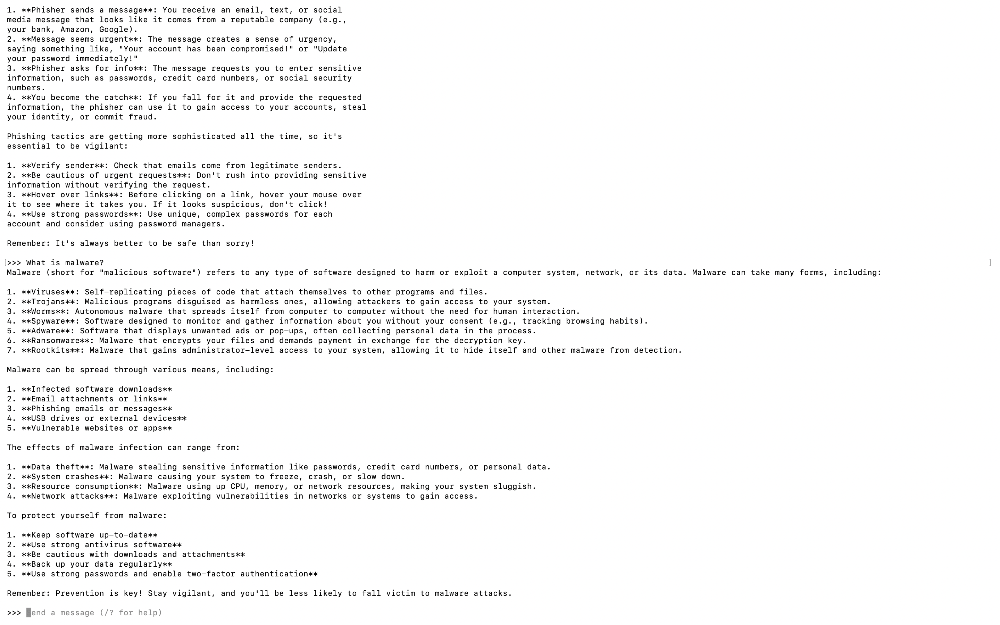 1. **Phisher sends a message**: You receive an email, text, or social
media message that looks like it comes from a reputable company (e.g.,
your bank, Amazon, Google).
2. **Message seems urgent**: The message creates a sense of urgency,
saying something like, "Your account has been compromised!" or "Update
your password immediately!"
3. **Phisher asks for info**: The message requests you to enter sensitive
information, such as passwords, credit card numbers, or social security
numbers.
4. **You become the catch**: If you fall for it and provide the requested
information, the phisher can use it to gain access to your accounts, steal
your identity, or commit fraud.

Phishing tactics are getting more sophisticated all the time, so it's
essential to be vigilant:

1. **Verify sender**: Check that emails come from legitimate senders.
2. **Be cautious of urgent requests**: Don't rush into providing sensitive
information without verifying the request.
3. **Hover over links**: Before clicking on a link, hover your mouse over
it to see where it takes you. If it looks suspicious, don't click!
4. **Use strong passwords**: Use unique, complex passwords for each
account and consider using password managers.

Remember: It's always better to be safe than sorry!

[>>> What is malware? ]
Malware (short for "malicious software") refers to any type of software designed to harm or exploit a computer system, network, or its data. Malware can take many forms, including:

1. **Viruses**: Self-replicating pieces of code that attach themselves to other programs and files.
2. **Trojans**: Malicious programs disguised as harmless ones, allowing attackers to gain access to your system.
3. **Worms**: Autonomous malware that spreads itself from computer to computer without the need for human interaction.
4. **Spyware**: Software designed to monitor and gather information about you without your consent (e.g., tracking browsing habits).
5. **Adware**: Software that displays unwanted ads or pop-ups, often collecting personal data in the process.
6. **Ransomware**: Malware that encrypts your files and demands payment in exchange for the decryption key.
7. **Rootkits**: Malware that gains administrator-level access to your system, allowing it to hide itself and other malware from detection.

Malware can be spread through various means, including:

1. **Infected software downloads**
2. **Email attachments or links**
3. **Phishing emails or messages**
4. **USB drives or external devices**
5. **Vulnerable websites or apps**

The effects of malware infection can range from:

1. **Data theft**: Malware stealing sensitive information like passwords, credit card numbers, or personal data.
2. **System crashes**: Malware causing your system to freeze, crash, or slow down.
3. **Resource consumption**: Malware using up CPU, memory, or network resources, making your system sluggish.
4. **Network attacks**: Malware exploiting vulnerabilities in networks or systems to gain access.

To protect yourself from malware:

1. **Keep software up-to-date**
2. **Use strong antivirus software**
3. **Be cautious with downloads and attachments**
4. **Back up your data regularly**
5. **Use strong passwords and enable two-factor authentication**

Remember: Prevention is key! Stay vigilant, and you'll be less likely to fall victim to malware attacks.

>>> Send a message (/? for help)